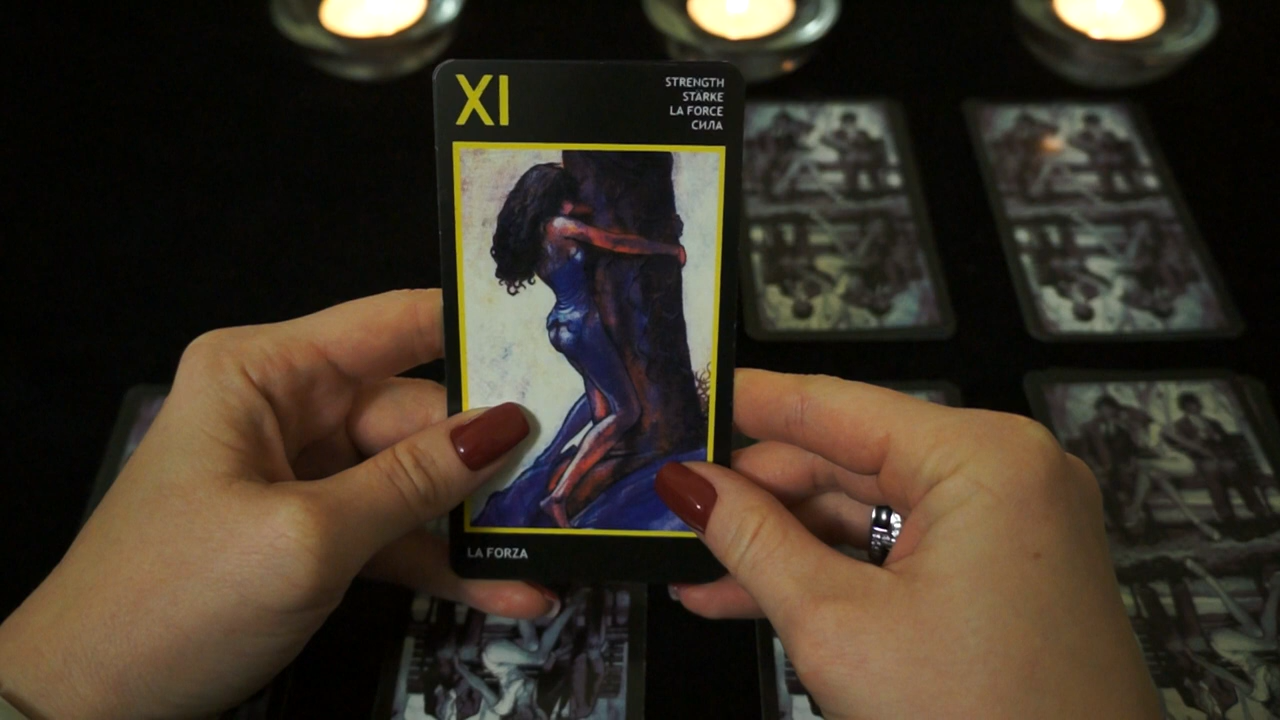 XI
STRENGTH
STÄRKE
LA FORCE
СИЛА
LA FORZA